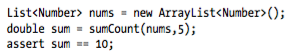 List<Number> nums = new ArrayList<Number>();
double sum = sumCount(nums,5);
assert sum == 10;